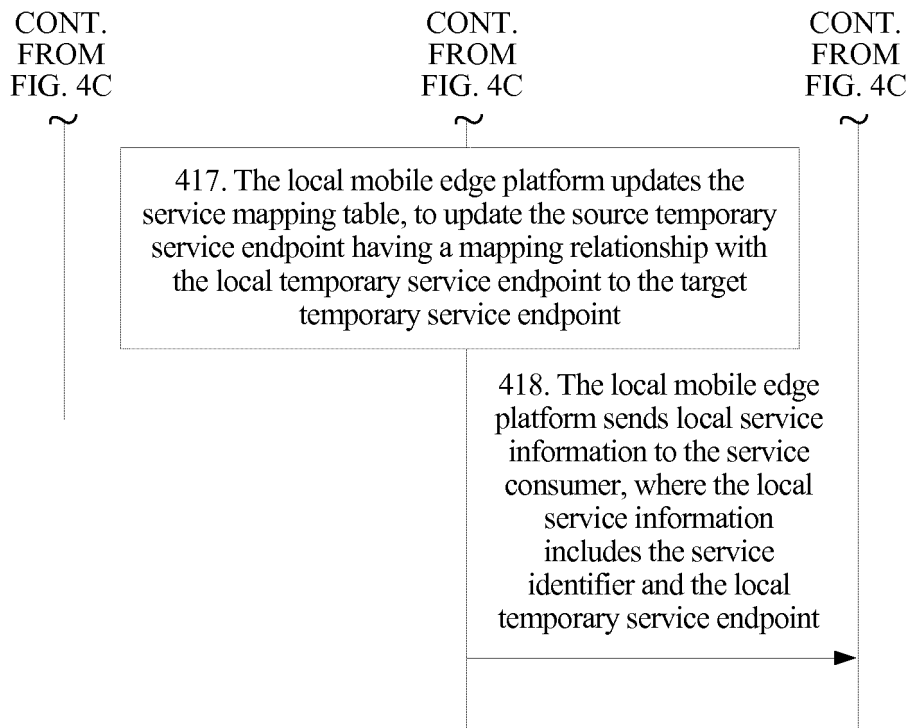 CONT.
FROM
FIG. 4C
CONT.
FROM
FIG. 4C
CONT.
FROM
FIG. 4C
417. The local mobile edge platform updates the
service mapping table, to update the source temporary
service endpoint having a mapping relationship with
the local temporary service endpoint to the target
temporary service endpoint
418. The local mobile edge
platform sends local service
information to the service
consumer, where the local
service information
includes the service
identifier and the local
temporary service endpoint